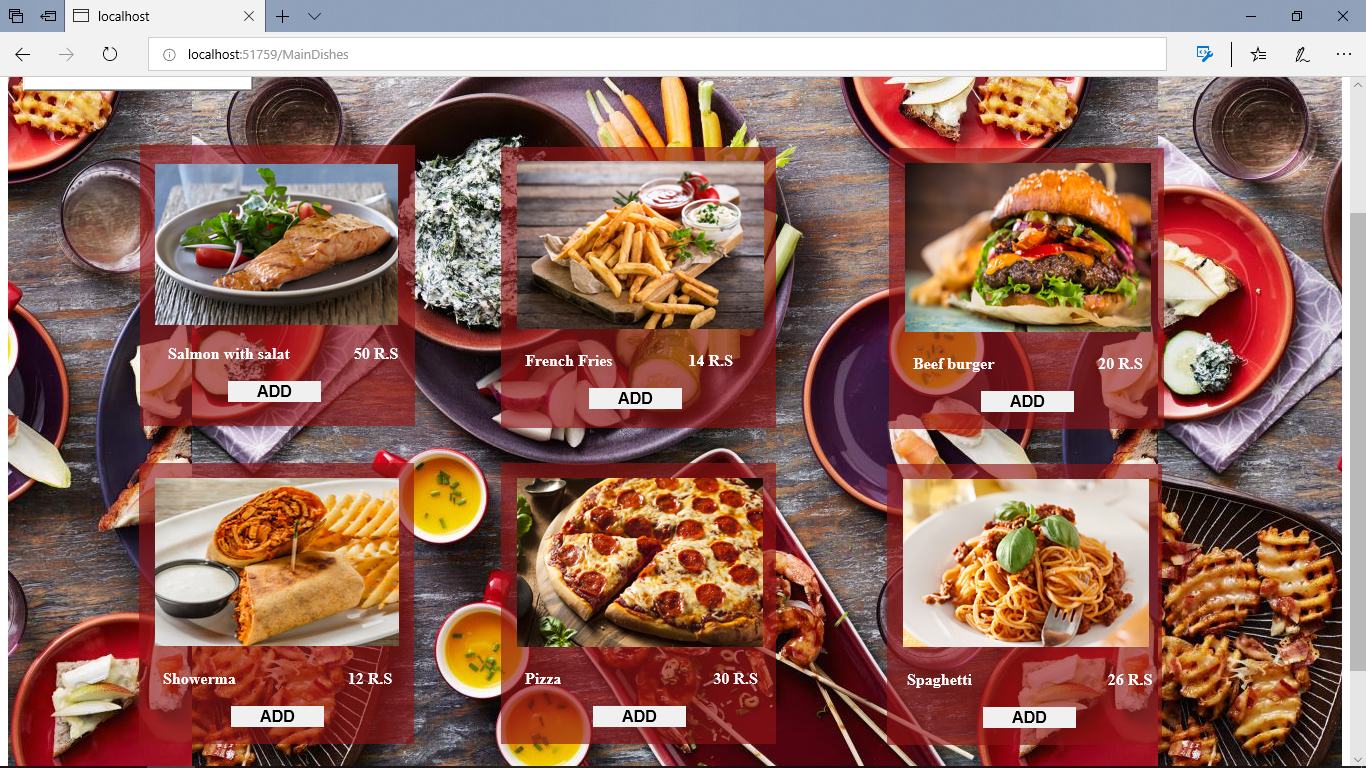 localhost
localhost:51759/MainDishes
Salmon with salat 50 R.S
ADD
French Fries 14 R.S
ADD
Beef burger 20 R.S
ADD
Showerma 12 R.S
ADD
Pizza 30 R.S
ADD
Spaghetti 26 R.S
ADD